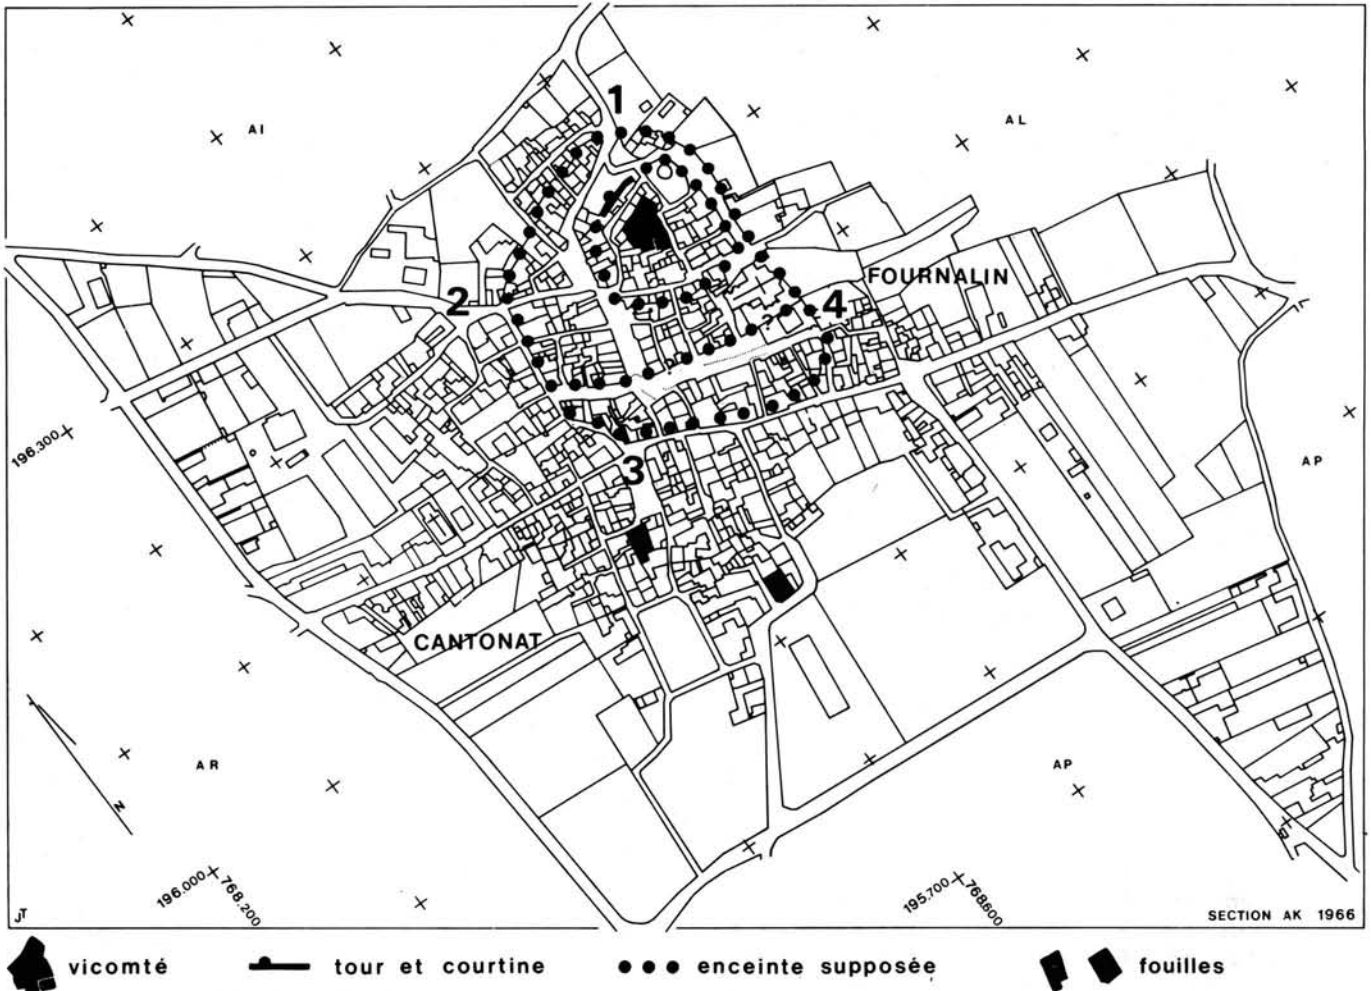 1
AI
AL
FOURNALIN
2
4
?
196.300
3
AP
CANTONAT
AR
N
AP
196.000 768.200
195.700 768.600
JT
SECTION AK 1966
vicomté
tour et courtine
enceinte supposée
fouilles